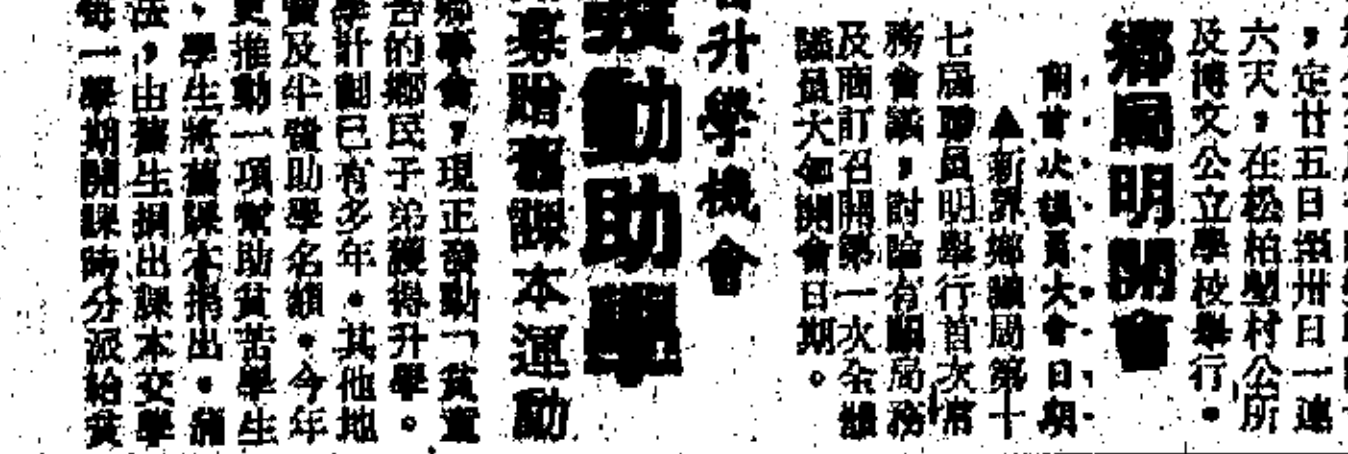 ，定廿五日至卅日一連
六天，在松柏塱村公所
及博文公立學校舉行。
鄉局明開會
商首次議員大會日期
▲新界鄉議局第十
七屆職員明舉行首次常
務會議，討論有關局務
及商訂召開第一次全體
議員大會開會日期。
升學機會
動助學
募贈舊課本運動
學會，現正發動「貧童
的鄉民子弟獲得升學。
學計劃已有多年。其他地
及半費助學名額。今年
更推動一項幫助貧苦學生
，學生將舊課本捐出。
法，由舊生捐出課本交學
每一學期開課時分派給貧